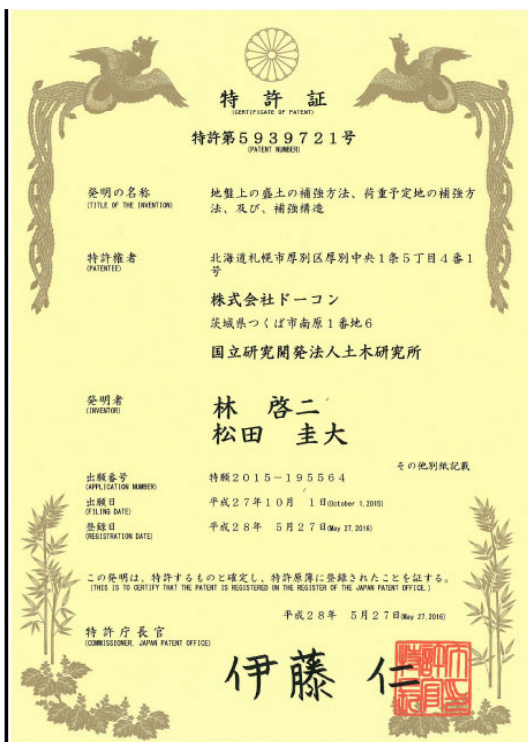 特許証
(CERTIFICATE OF PATENT)
特許第5939721号
(PATENT NUMBER)
発明の名称
(TITLE OF THE INVENTION)
地盤上の盛土の補強方法、荷重予定地の補強方
法、及び、補強構造
特許権者
(PATENTEE)
北海道札幌市厚別区厚別中央1条5丁目4番1
号
株式会社ドーコン
茨城県つくば市南原1番地6
国立研究開発法人土木研究所
発明者
(INVENTOR)
林 啓二
松田 圭大
その他別紙記載
出願番号
(APPLICATION NUMBER)
特願2015-195564
出願日
(FILING DATE)
平成27年10月 1日(October 1,2015)
登録日
(REGISTRATION DATE)
平成28年 5月27日(May 27,2016)
この発明は、特許するものと確定し、特許原簿に登録されたことを証する。
(THIS IS TO CERTIFY THAT THE PATENT IS REGISTERED ON THE REGISTER OF THE JAPAN PATENT OFFICE.)
平成28年 5月27日(May 27,2016)
特許庁長官
(COMMISSIONER, JAPAN PATENT OFFICE)
伊藤 仁